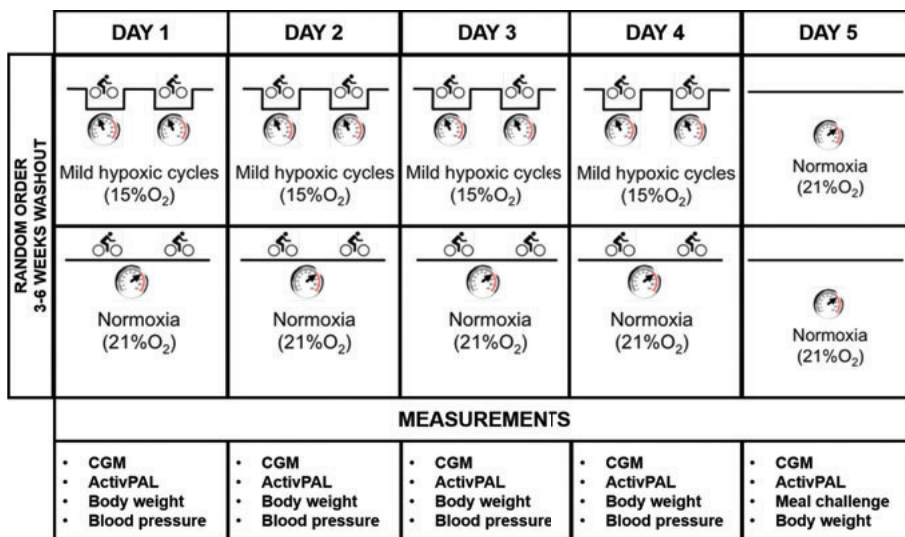 DAY 1 DAY 2 DAY 3 DAY 4 DAY 5
RANDOM ORDER
3-6 WEEKS WASHOUT
Mild hypoxic cycles Mild hypoxic cycles Mild hypoxic cycles Mild hypoxic cycles Normoxia
(15%O₂) (15%O₂) (15%O₂) (15%O₂) (21%O₂)
Normoxia Normoxia Normoxia Normoxia Normoxia
(21%O₂) (21%O₂) (21%O₂) (21%O₂) (21%O₂)
MEASUREMENTS
• CGM • CGM • CGM • CGM • CGM
• ActivPAL • ActivPAL • ActivPAL • ActivPAL • ActivPAL
• Body weight • Body weight • Body weight • Body weight • Meal challenge
• Blood pressure • Blood pressure • Blood pressure • Blood pressure • Body weight